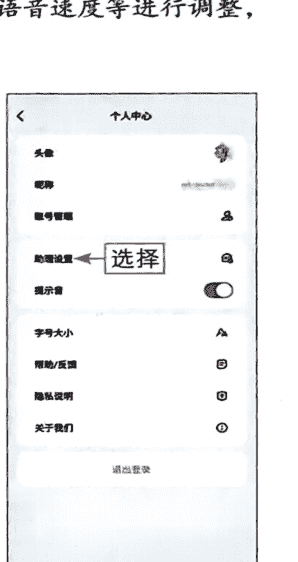 语音速度等进行调整，
个人中心
头像
昵称
账号管理
助理设置 选择
提示音
字号大小
帮助/反馈
隐私说明
关于我们
退出登录